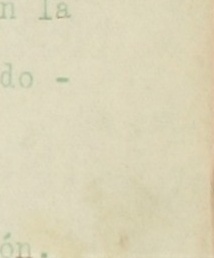 n la
do -
ón.